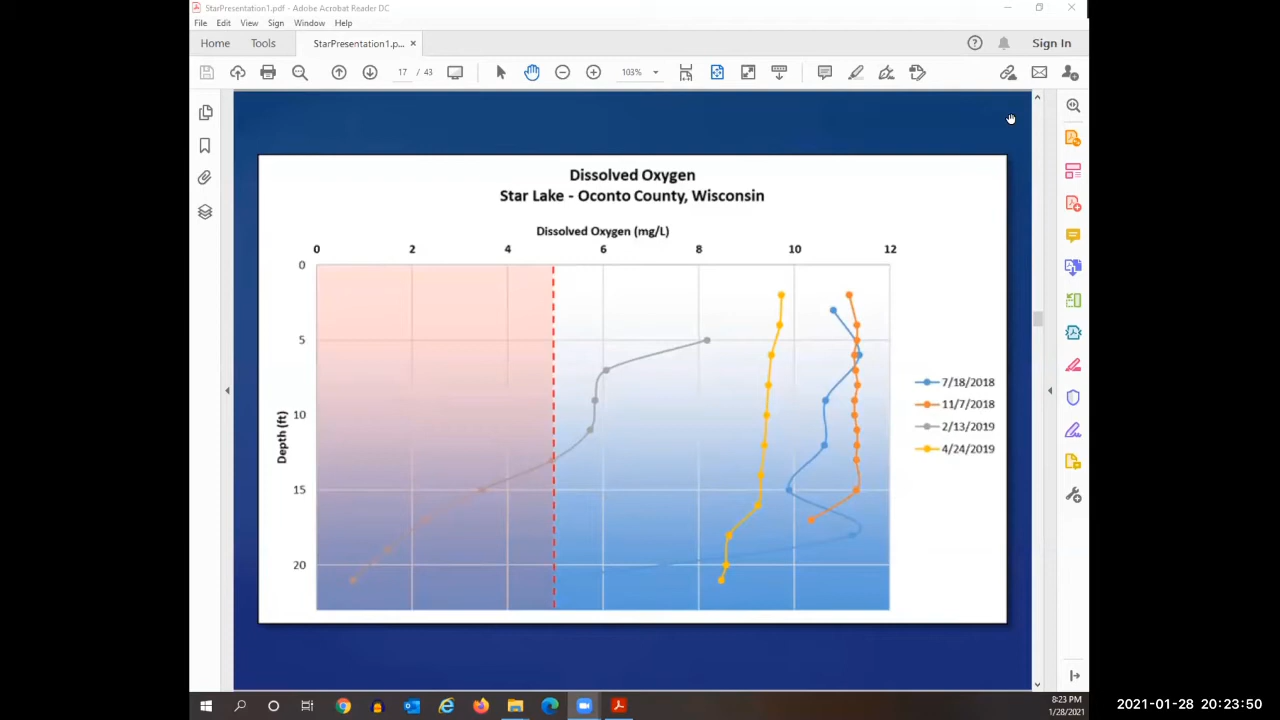 StarPresentation1.pdf - Adobe Acrobat Reader DC
File Edit View Sign Window Help
Home Tools StarPresentation1.p... Sign In
17 / 43 103%
Dissolved Oxygen
Star Lake - Oconto County, Wisconsin
Dissolved Oxygen (mg/L)
0 2 4 6 8 10 12
0
5
10
15
20
Depth (ft)
7/18/2018
11/7/2018
2/13/2019
4/24/2019
8:23 PM
1/28/2021
2021-01-28 20:23:50